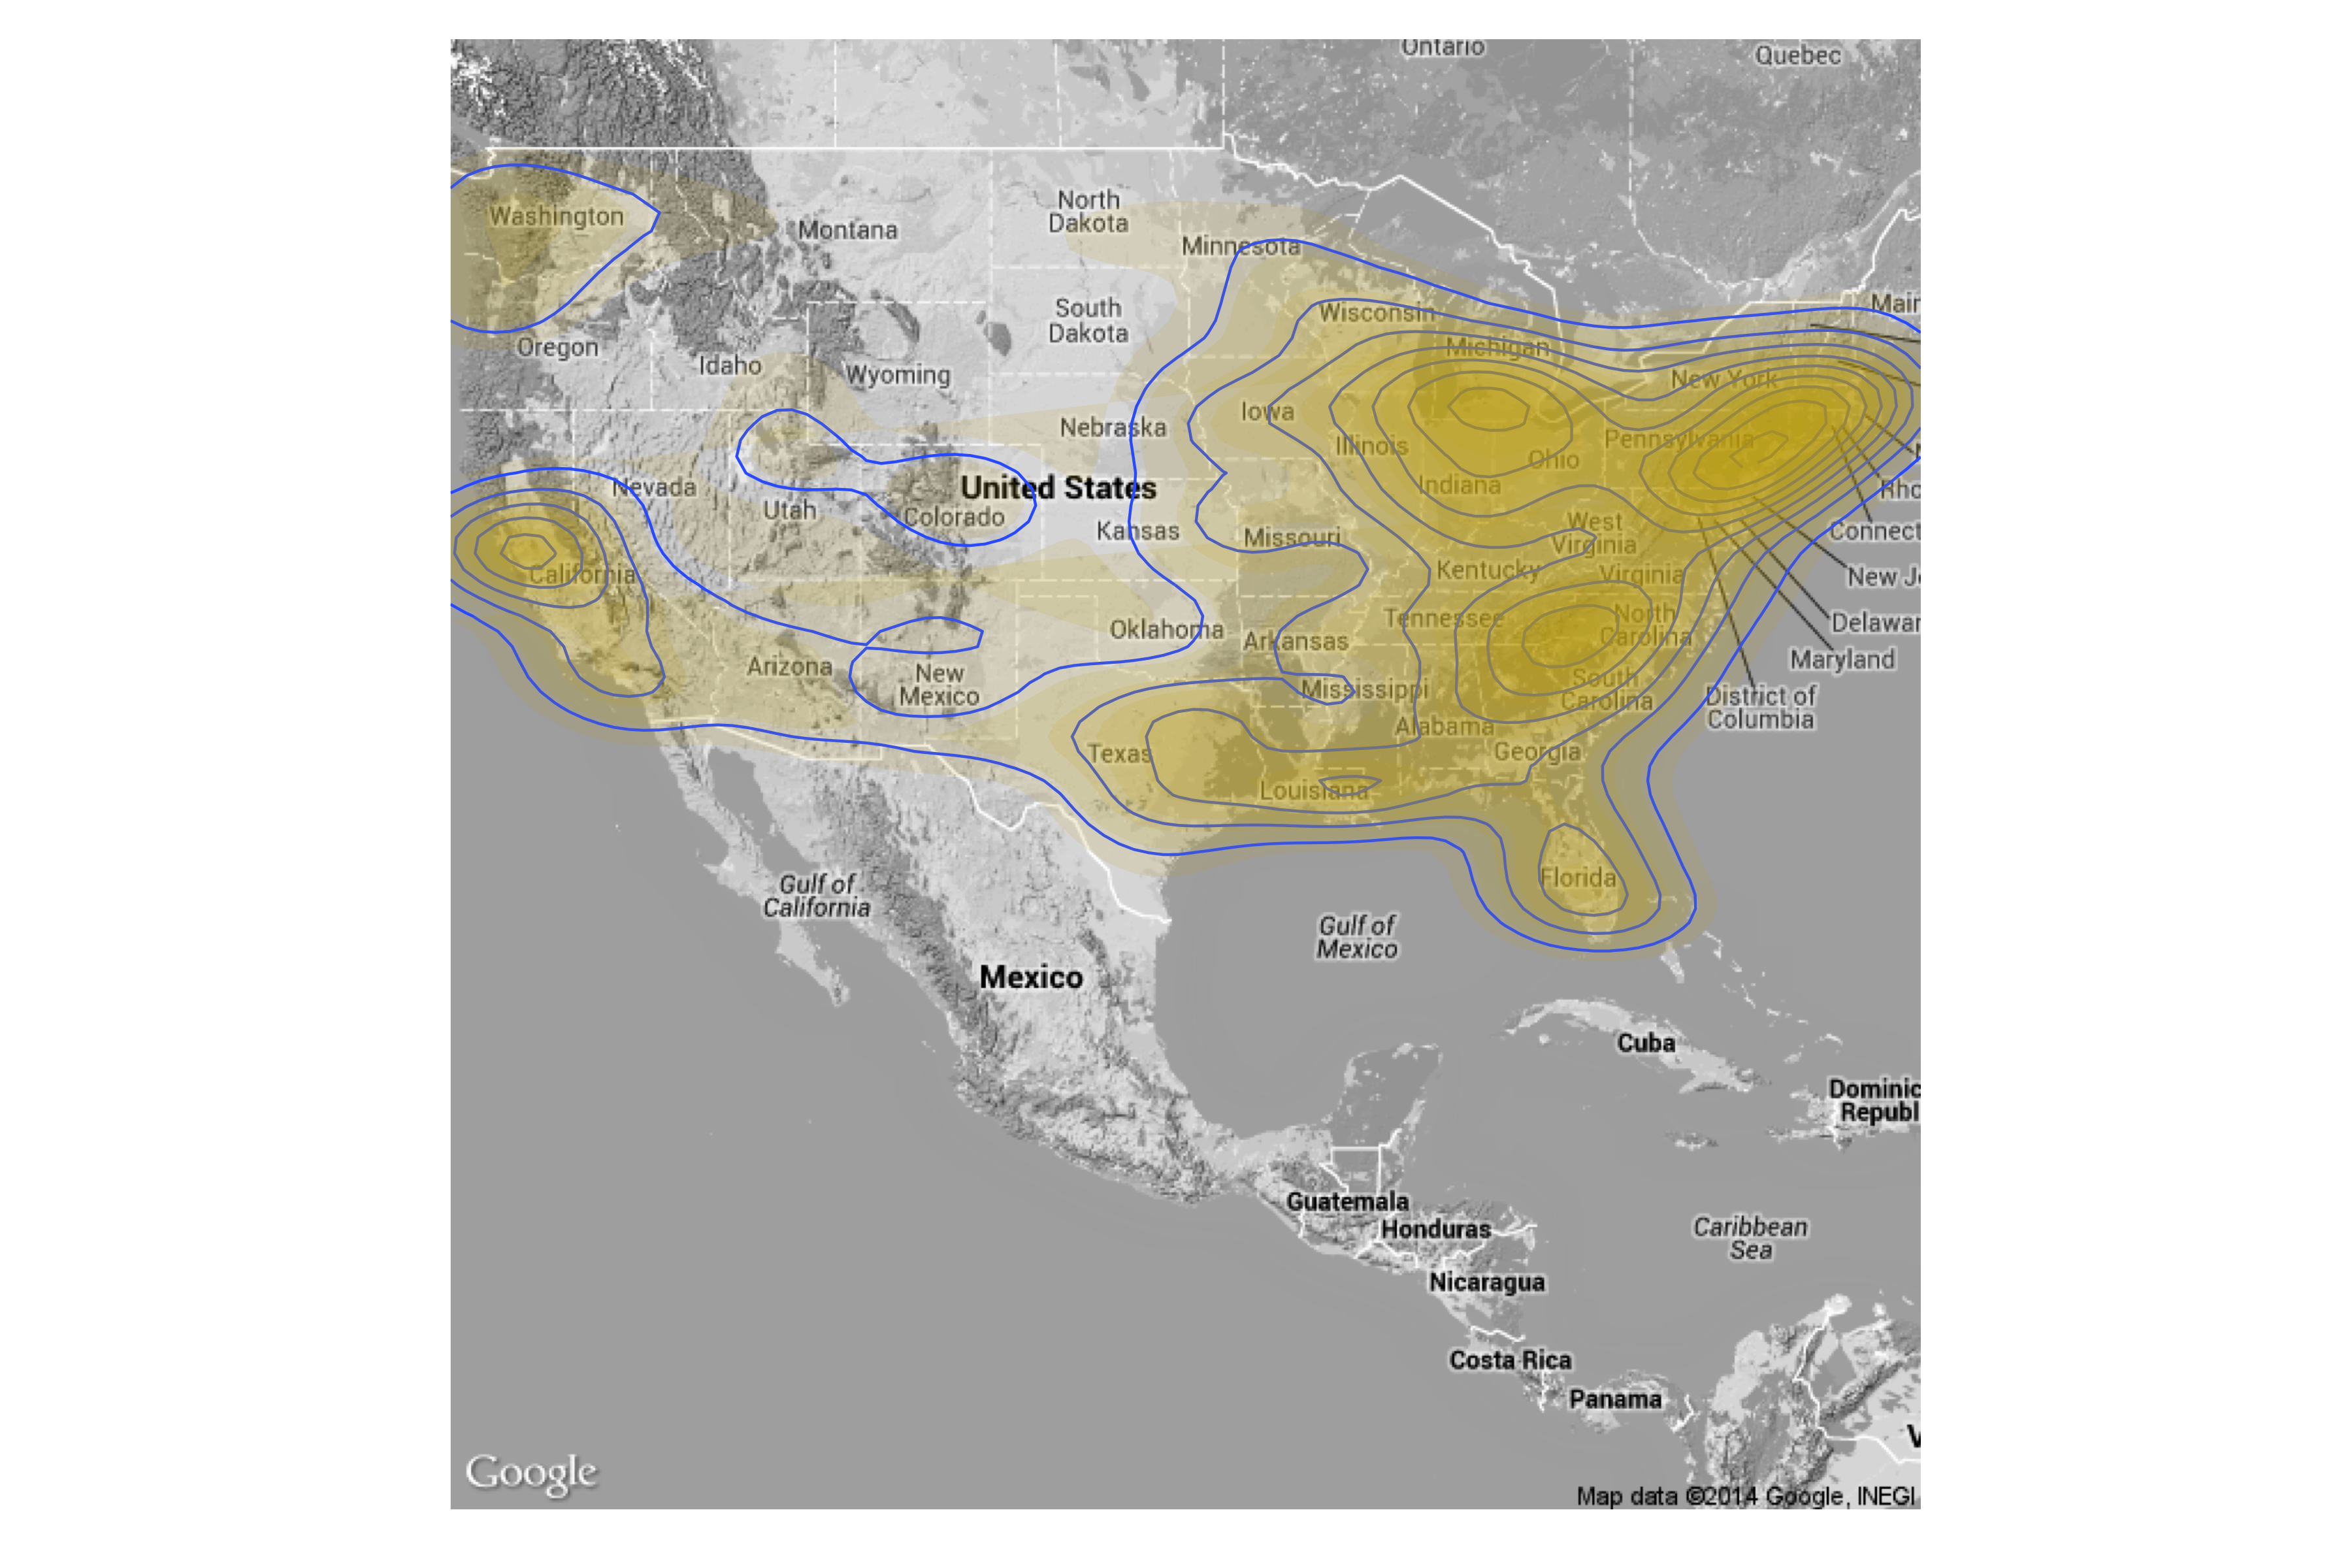 Ontario
Quebec
Washington
North
Dakota
Montana
Minnesota
South
Dakota
Wisconsin
Oregon
Idaho
Wyoming
Michigan
New York
Iowa
Nebraska
Illinois
Pennsylvania
Ohio
Nevada
United States
Indiana
Utah
Colorado
Kansas
Missouri
West
Virginia
Connect
California
Kentucky
Virginia
New J
Oklahoma
Arkansas
Tennessee
North
Carolina
Delawar
Maryland
Arizona
New
Mexico
Mississippi
South
Carolina
District of
Columbia
Alabama
Texas
Georgia
Louisiana
Florida
Gulf of
California
Gulf of
Mexico
Mexico
Cuba
Dominic
Republ
Guatemala
Honduras
Caribbean
Sea
Nicaragua
Costa Rica
Panama
Google
Map data ©2014 Google, INEGI